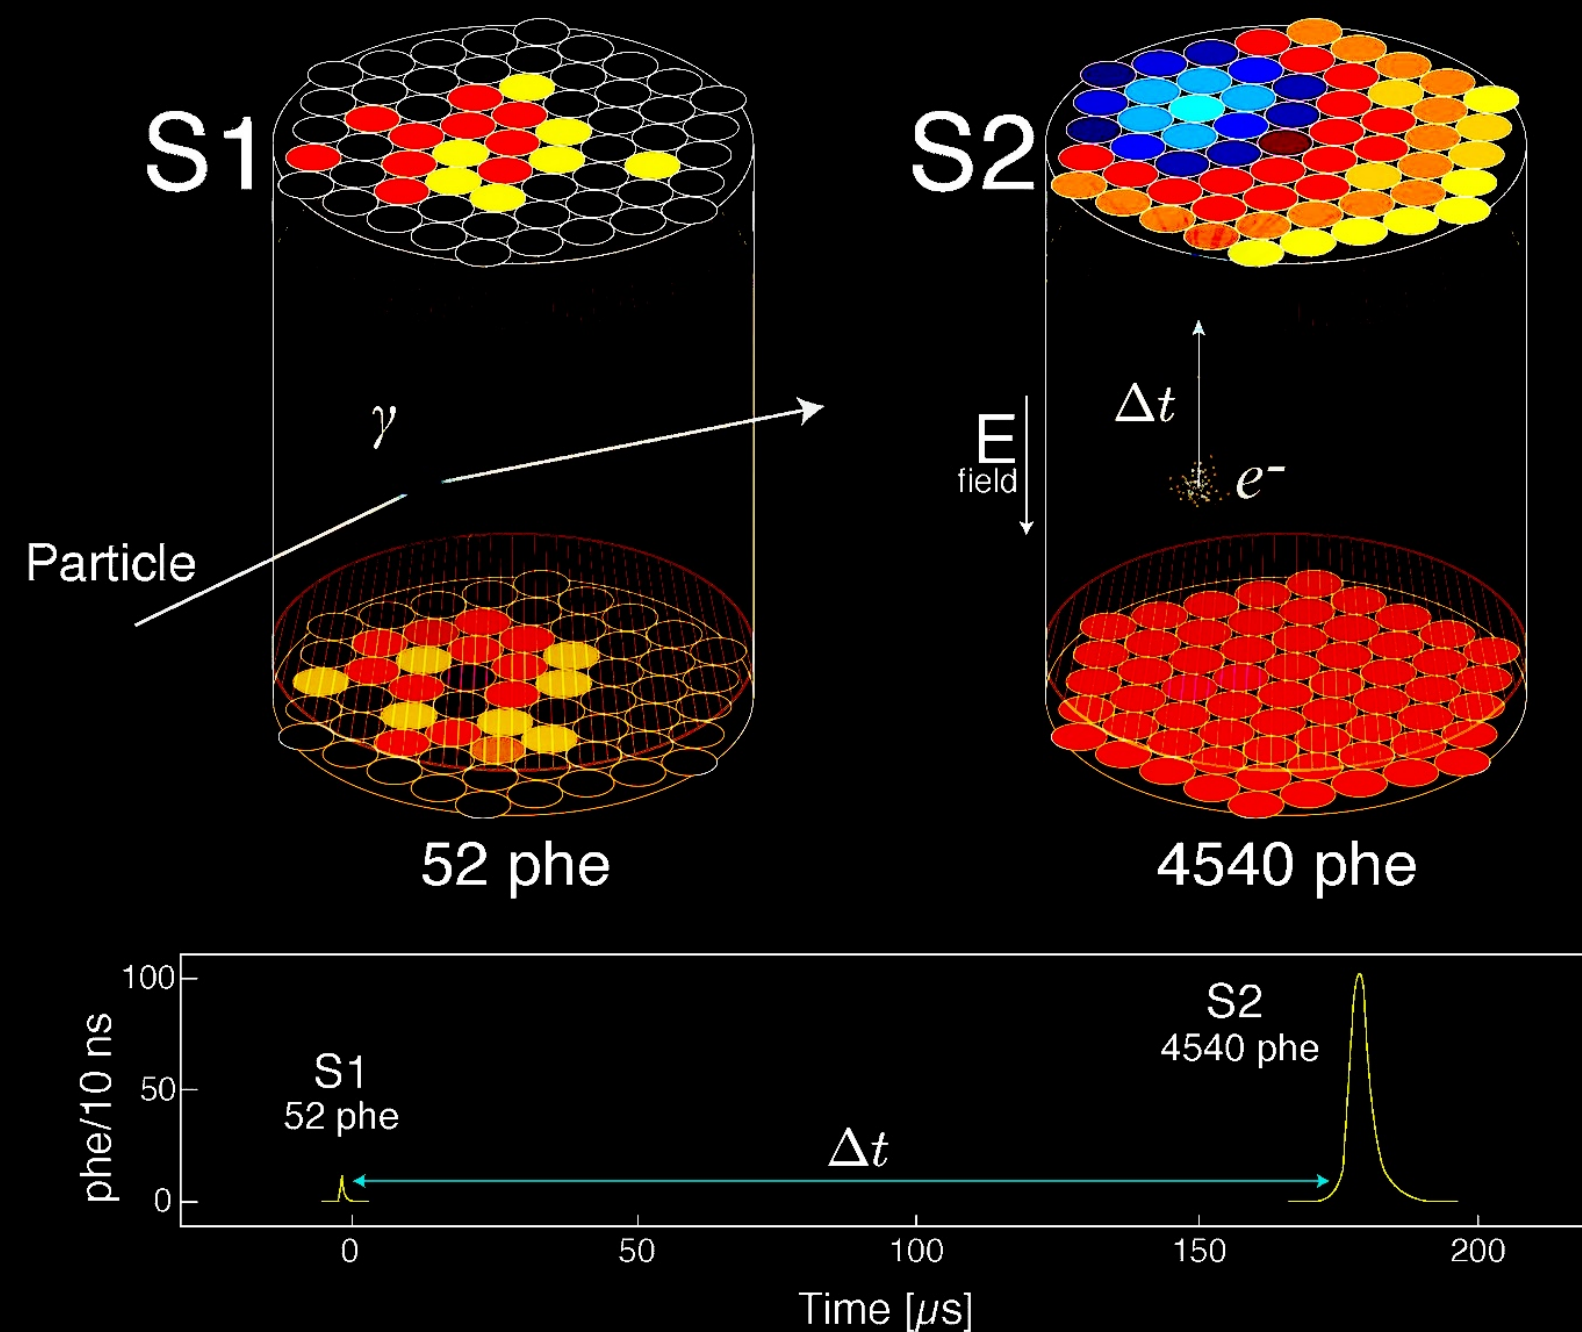 S1
S2
γ
Δt
E
field
e-
Particle
52 phe
4540 phe
100
50
0
phe/10 ns
S1
52 phe
S2
4540 phe
Δt
0
50
100
150
200
Time [μs]